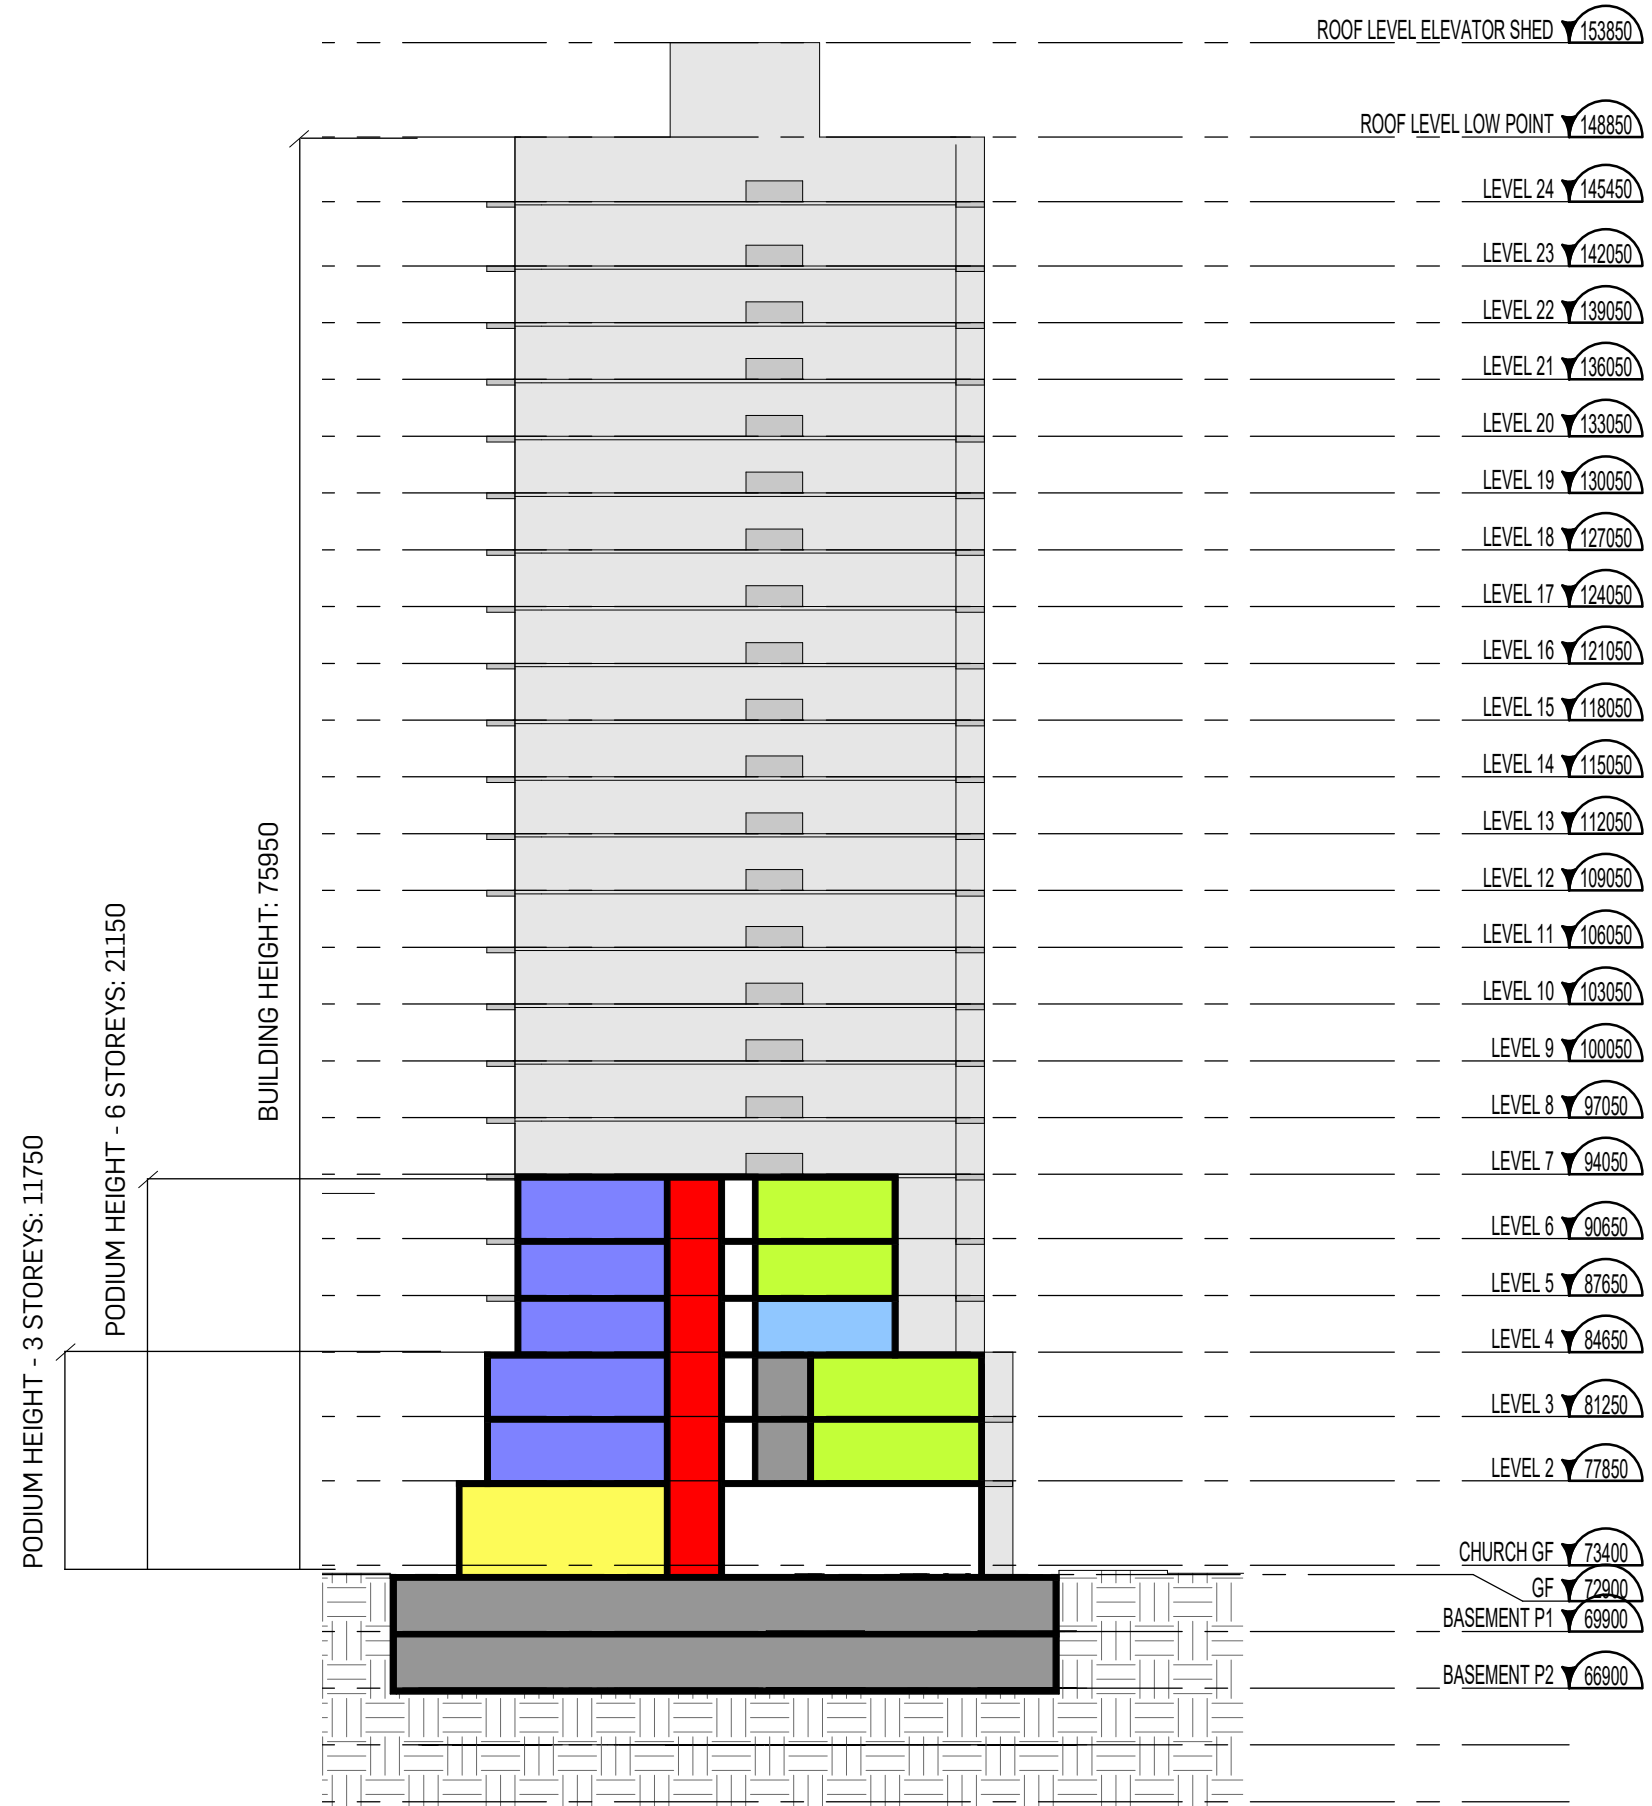 ROOF LEVEL ELEVATOR SHED 153850
ROOF LEVEL LOW POINT 148850
LEVEL 24 145450
LEVEL 23 142050
LEVEL 22 139050
LEVEL 21 136050
LEVEL 20 133050
LEVEL 19 130050
LEVEL 18 127050
LEVEL 17 124050
LEVEL 16 121050
LEVEL 15 118050
LEVEL 14 115050
LEVEL 13 112050
LEVEL 12 109050
LEVEL 11 106050
LEVEL 10 103050
LEVEL 9 100050
LEVEL 8 97050
LEVEL 7 94050
LEVEL 6 90650
LEVEL 5 87650
LEVEL 4 84650
LEVEL 3 81250
LEVEL 2 77850
CHURCH GF 73400
GF 72900
BASEMENT P1 69900
BASEMENT P2 66900
PODIUM HEIGHT - 3 STOREYS: 11750
PODIUM HEIGHT - 6 STOREYS: 21150
BUILDING HEIGHT: 75950